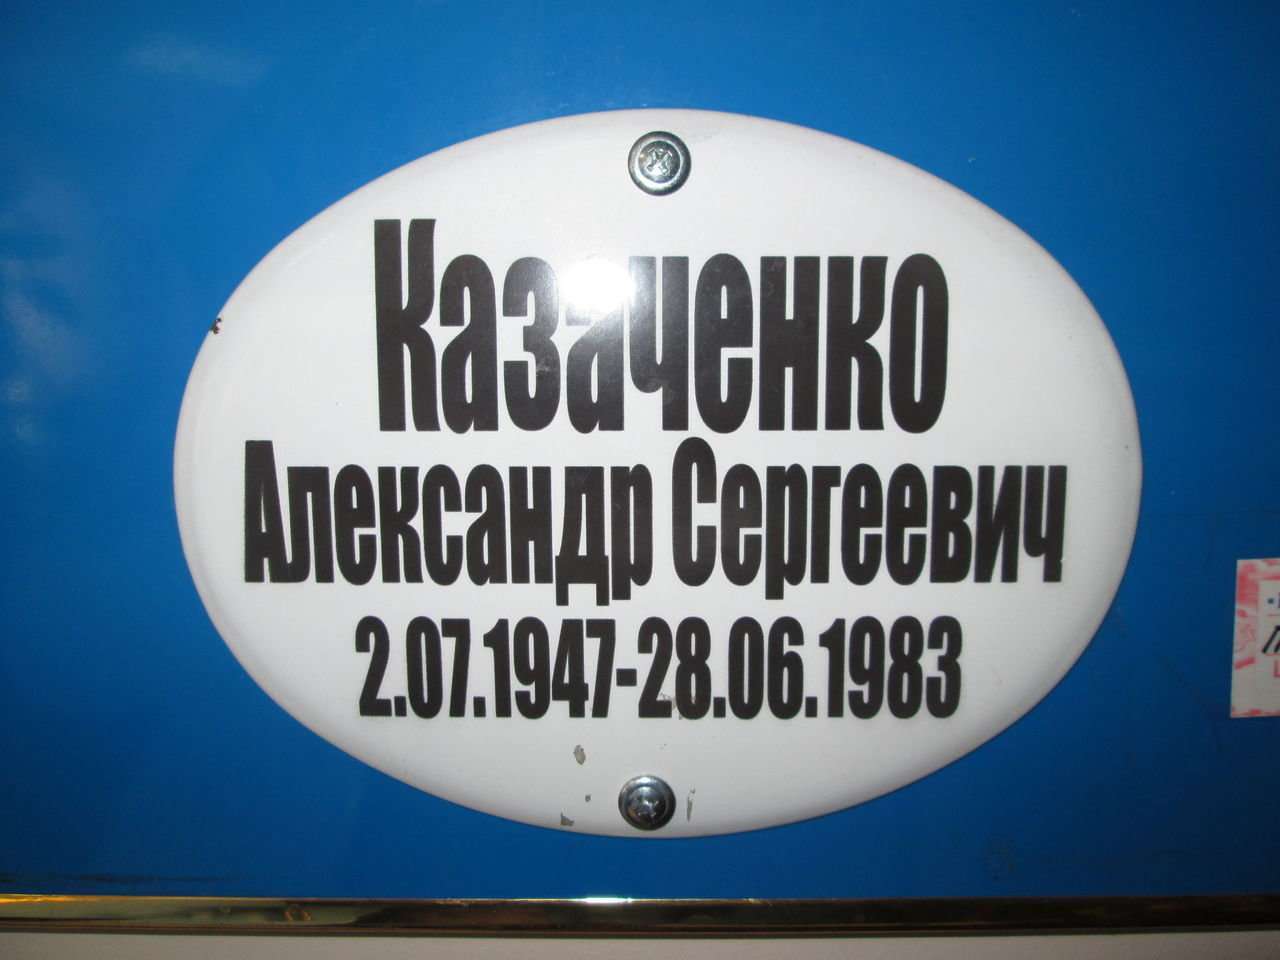 Казаченко
Александр Сергеевич
2.07.1947-28.06.1983